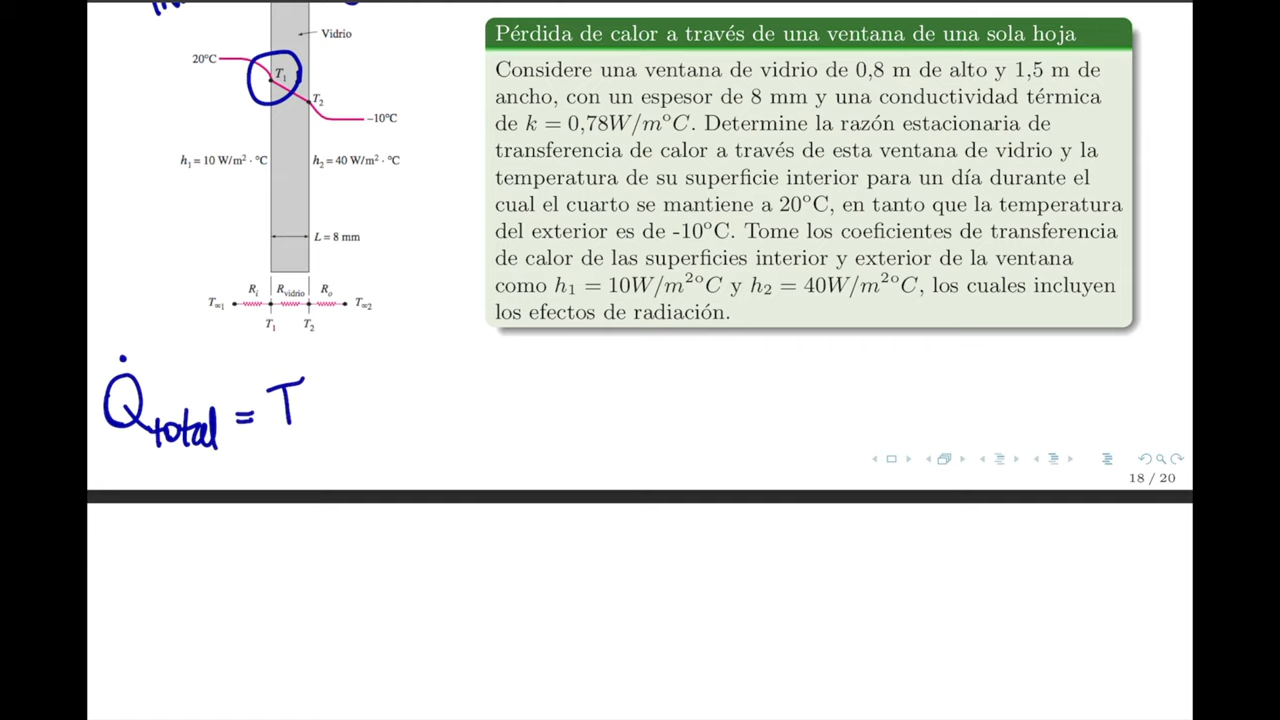 Vidrio
20°C
T₁
T₂
−10°C
h₁ = 10 W/m² · °C
h₂ = 40 W/m² · °C
L = 8 mm
Rᵢ R_vidrio Rₒ
T∞1 T∞2
T₁ T₂
Pérdida de calor a través de una ventana de una sola hoja
Considere una ventana de vidrio de 0,8 m de alto y 1,5 m de
ancho, con un espesor de 8 mm y una conductividad térmica
de k = 0,78W/m°C. Determine la razón estacionaria de
transferencia de calor a través de esta ventana de vidrio y la
temperatura de su superficie interior para un día durante el
cual el cuarto se mantiene a 20°C, en tanto que la temperatura
del exterior es de -10°C. Tome los coeficientes de transferencia
de calor de las superficies interior y exterior de la ventana
como h₁ = 10W/m²°C y h₂ = 40W/m²°C, los cuales incluyen
los efectos de radiación.
Q̇total = T
18 / 20